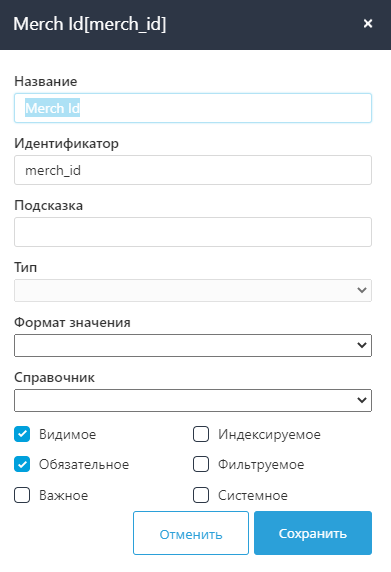 Merch Id[merch_id]
Название
Merch Id
Идентификатор
merch_id
Подсказка
Тип
Формат значения
Справочник
Видимое
Индексируемое
Обязательное
Фильтруемое
Важное
Системное
Отменить
Сохранить